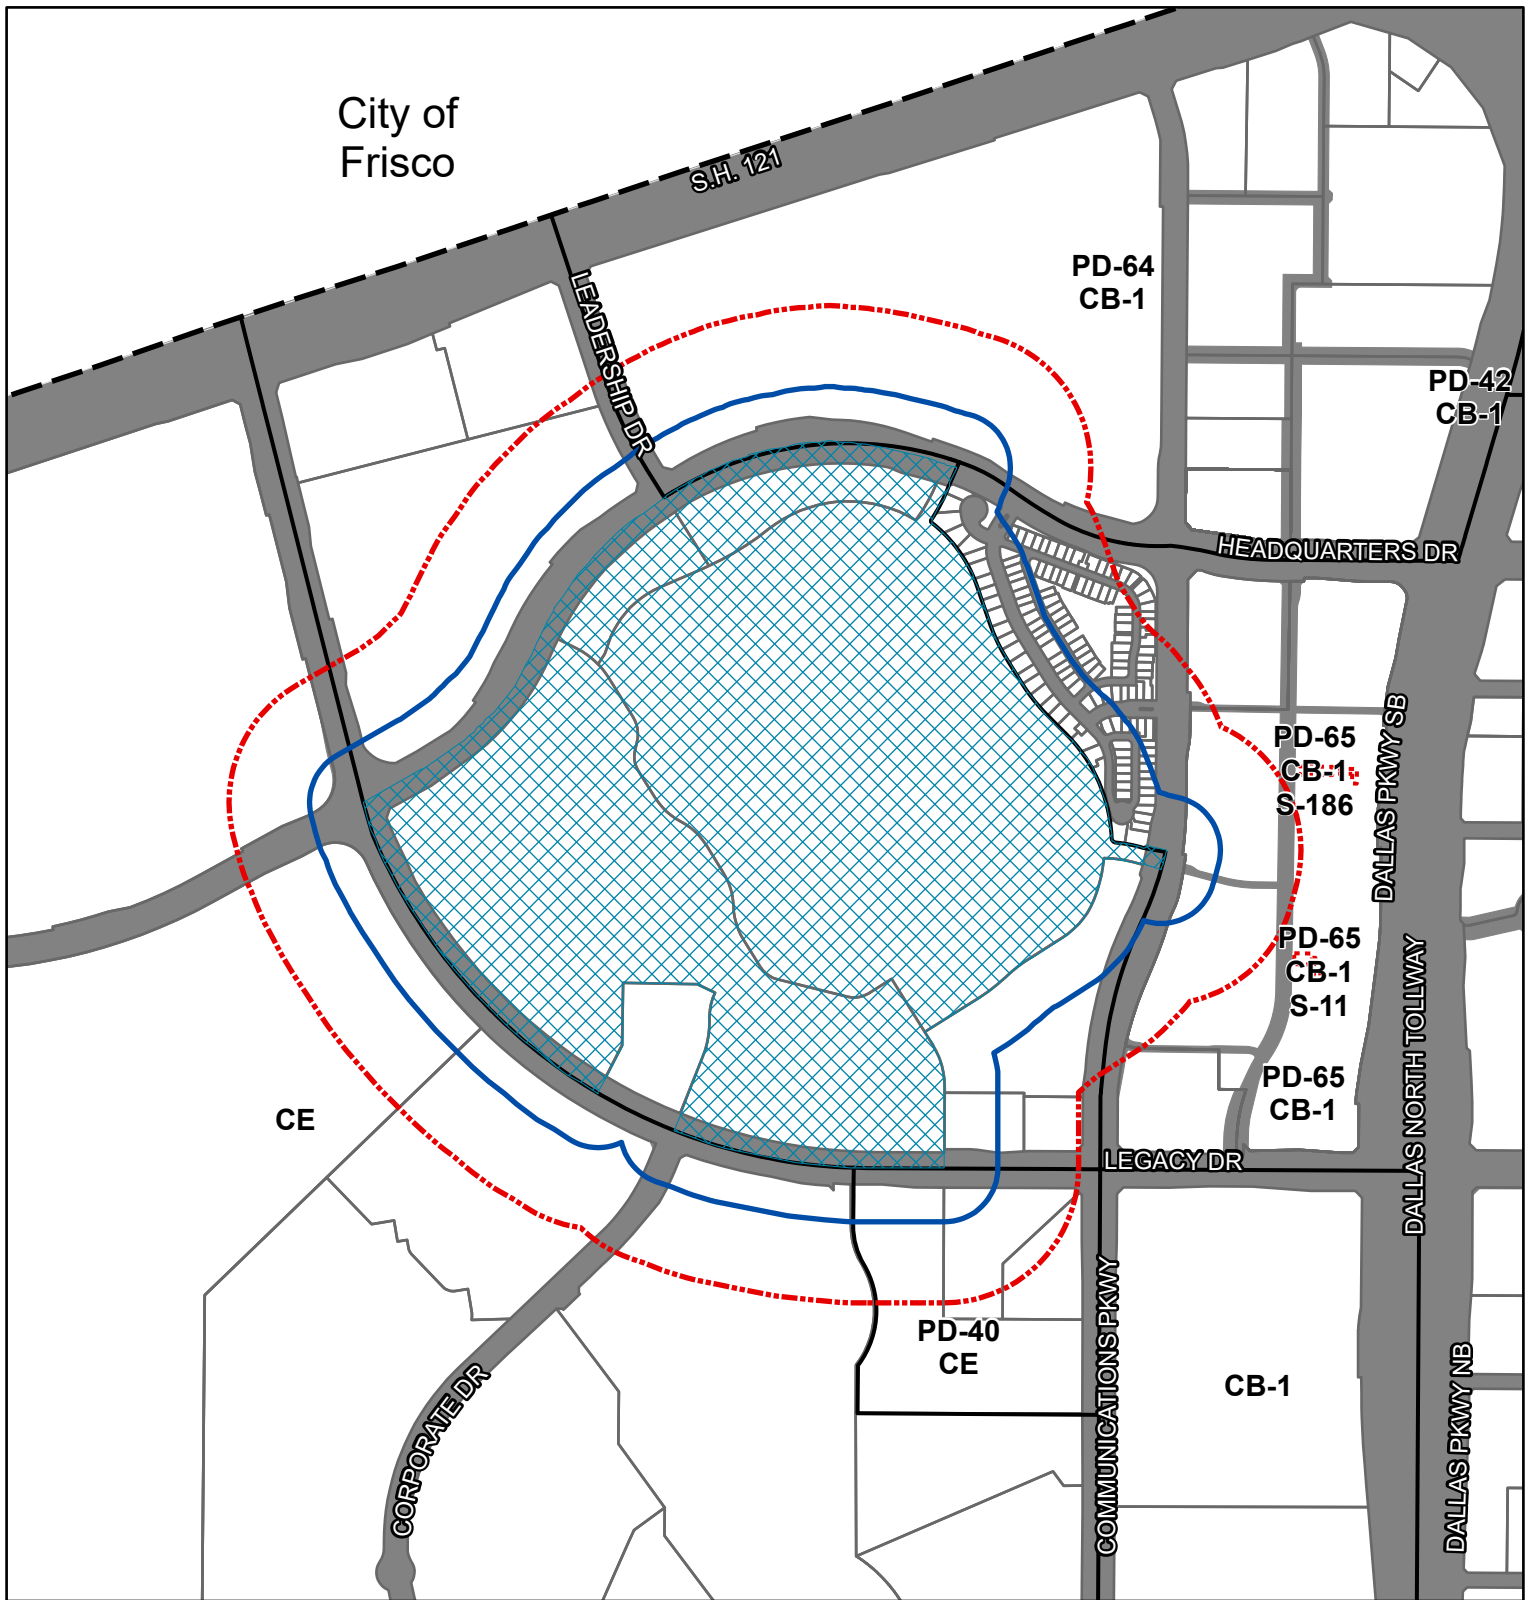 City of
Frisco
S.H. 121
LEADERSHIP DR
PD-64
CB-1
PD-42
CB-1
HEADQUARTERS DR
PD-65
CB-1
S-186
DALLAS PKWY SB
PD-65
CB-1
S-11
DALLAS NORTH TOLLWAY
PD-65
CB-1
CE
LEGACY DR
PD-40
CE
COMMUNICATIONS PKWY
CB-1
CORPORATE DR
DALLAS PKWY NB